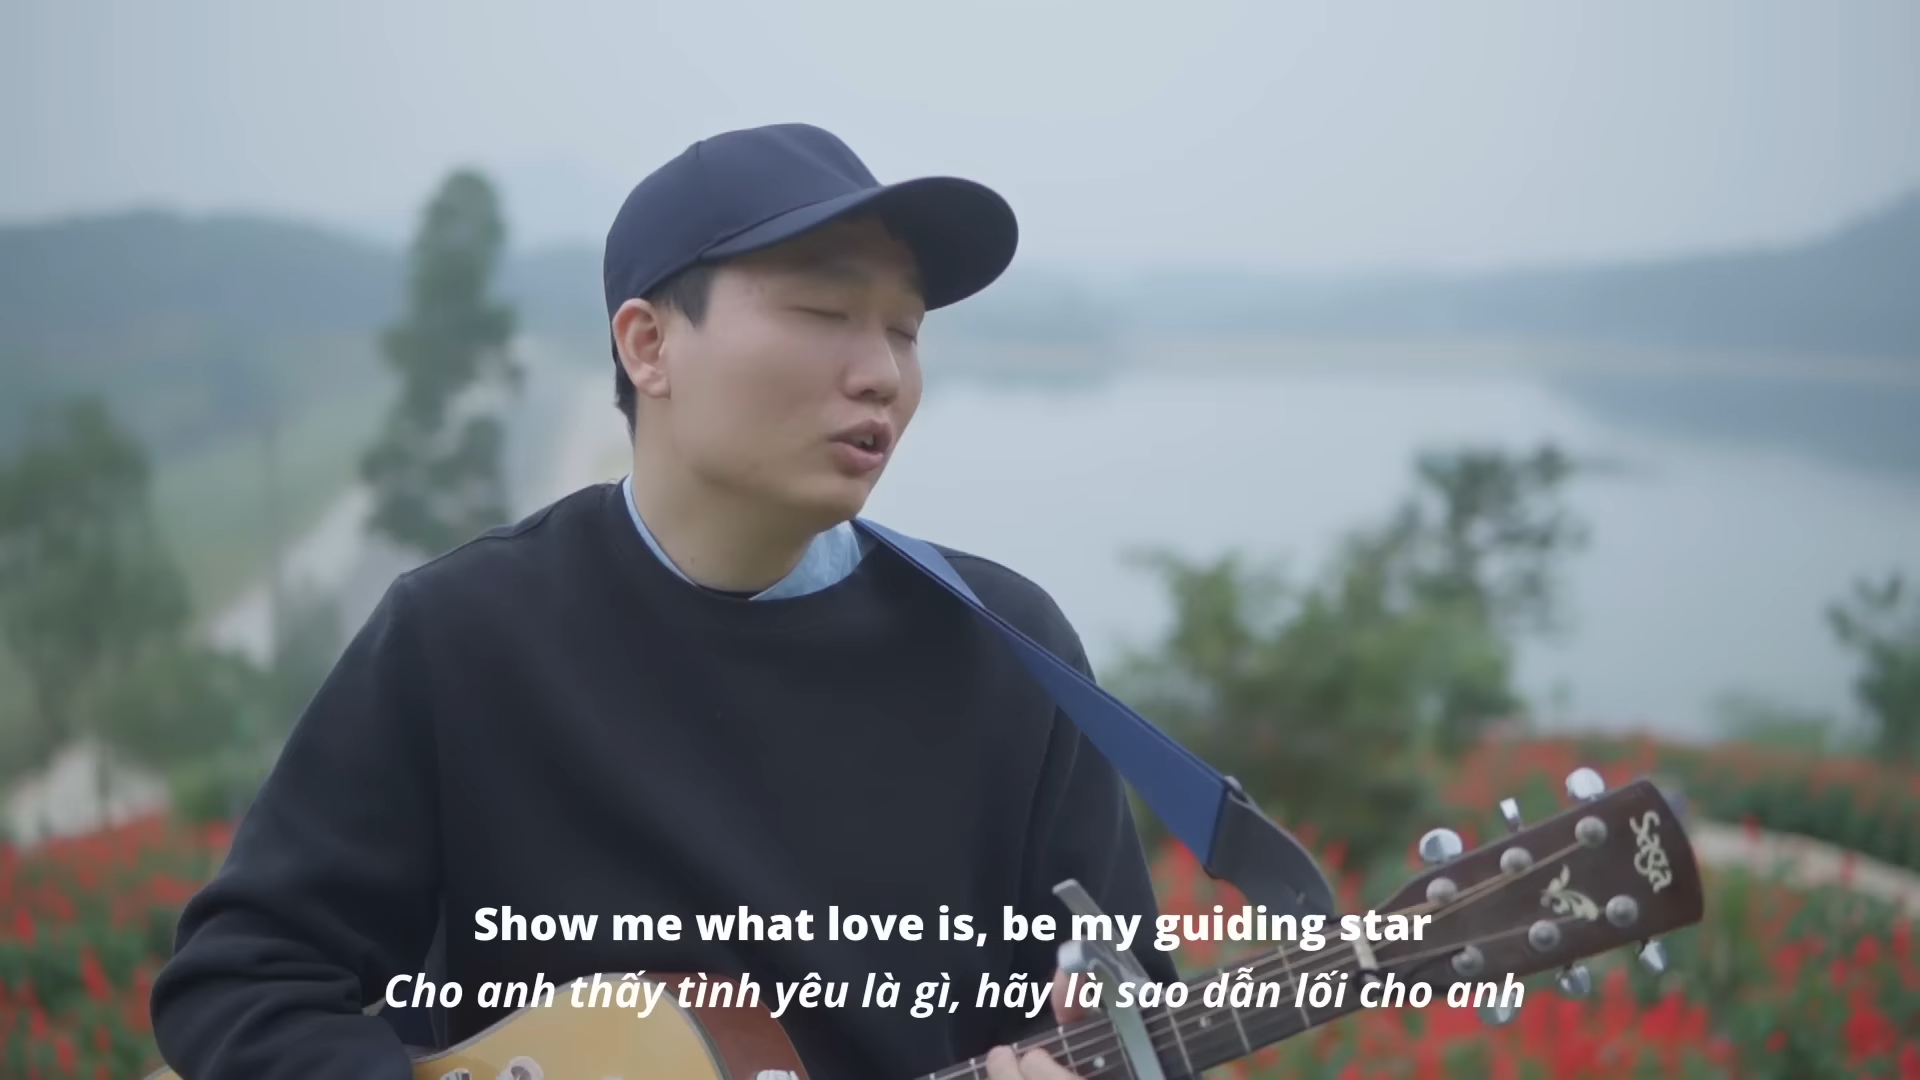 Saga
Show me what love is, be my guiding star
Cho anh thấy tình yêu là gì, hãy là sao dẫn lối cho anh